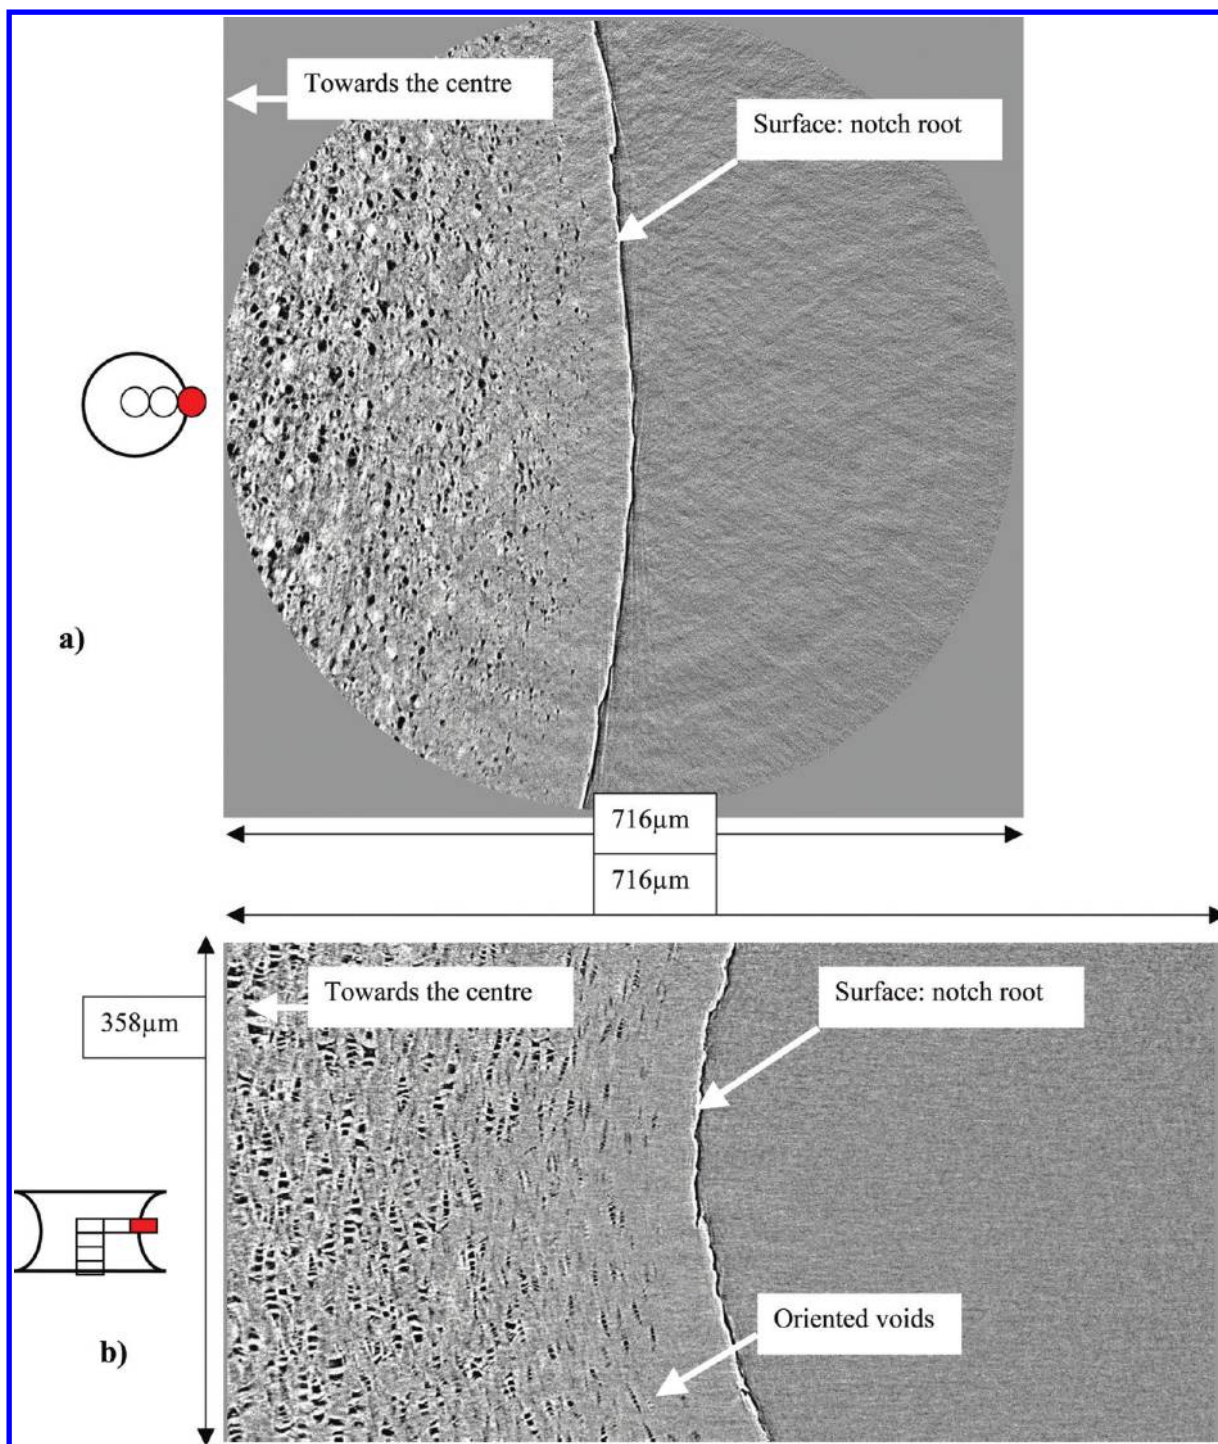 Towards the centre
Surface: notch root
a)
716µm
716µm
Towards the centre
Surface: notch root
358µm
Oriented voids
b)